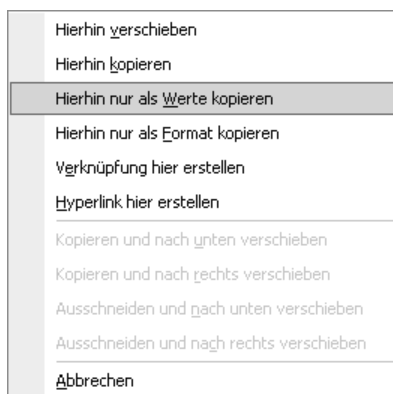 Hierhin verschieben
Hierhin kopieren
Hierhin nur als Werte kopieren
Hierhin nur als Format kopieren
Verknüpfung hier erstellen
Hyperlink hier erstellen
Kopieren und nach unten verschieben
Kopieren und nach rechts verschieben
Ausschneiden und nach unten verschieben
Ausschneiden und nach rechts verschieben
Abbrechen